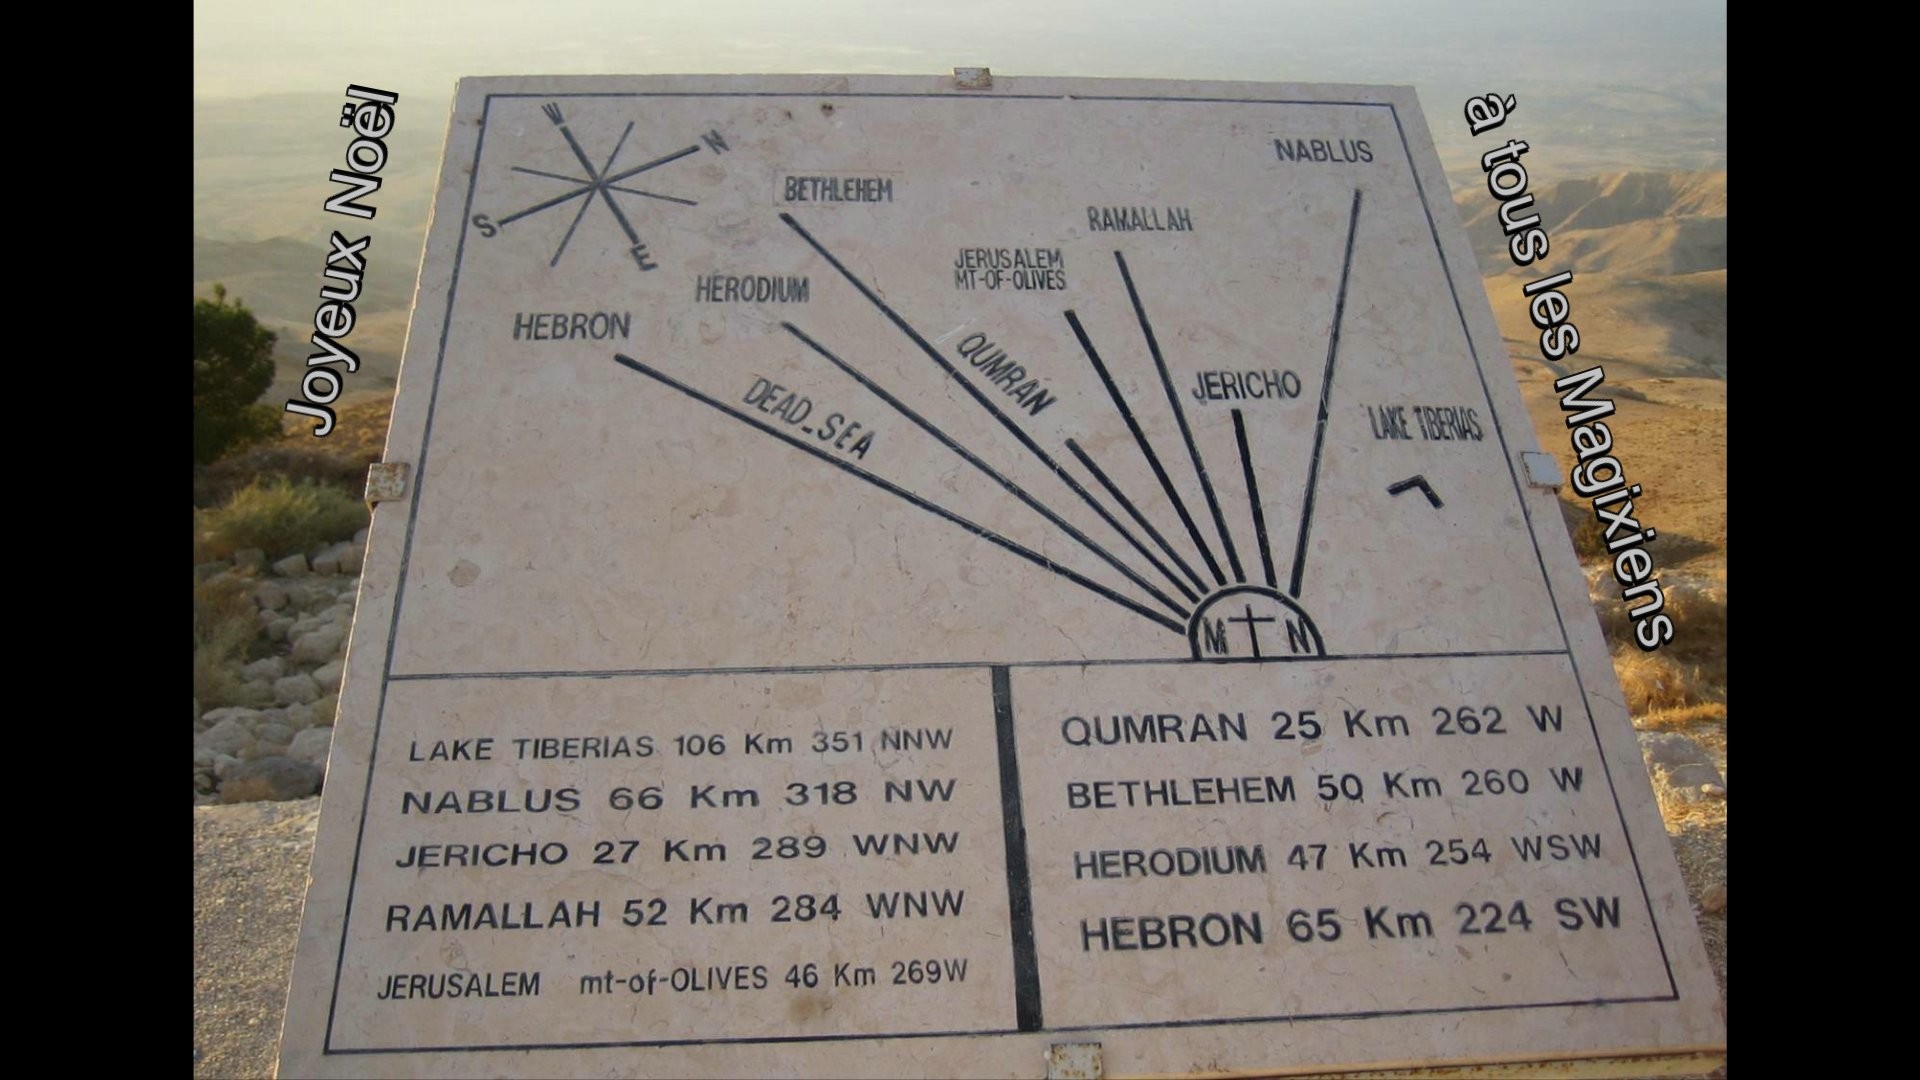 Joyeux Noël
à tous les Magixiens
W
N
S
E
BETHLEHEM
NABLUS
RAMALLAH
JERUSALEM
MT-OF-OLIVES
HERODIUM
HEBRON
QUMRAN
DEAD-SEA
JERICHO
LAKE TIBERIAS
M N
LAKE TIBERIAS 106 Km 351 NNW
NABLUS 66 Km 318 NW
JERICHO 27 Km 289 WNW
RAMALLAH 52 Km 284 WNW
JERUSALEM mt-of-OLIVES 46 Km 269W
QUMRAN 25 Km 262 W
BETHLEHEM 50 Km 260 W
HERODIUM 47 Km 254 WSW
HEBRON 65 Km 224 SW